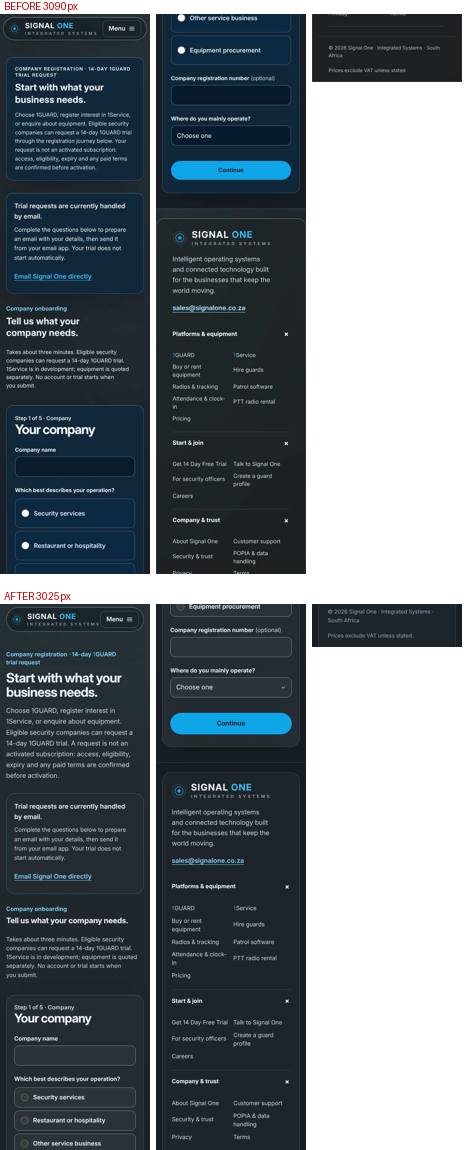 BEFORE 3090 px
SIGNAL ONE
INTEGRATED SYSTEMS
Menu
COMPANY REGISTRATION · 14-DAY 1GUARD
TRIAL REQUEST
Start with what your
business needs.
Choose 1GUARD, register interest in 1Service,
or enquire about equipment. Eligible security
companies can request a 14-day 1GUARD trial
through the registration journey below. Your
request is not an activated subscription:
access, eligibility, expiry and any paid terms
are confirmed before activation.
Trial requests are currently handled
by email.
Complete the questions below to prepare
an email with your details, then send it
from your email app. Your trial does not
start automatically.
Email Signal One directly
Company onboarding
Tell us what your
company needs.
Takes about three minutes. Eligible security
companies can request a 14-day 1GUARD trial.
1Service is in development; equipment is quoted
separately. No account or trial starts when
you submit.
Step 1 of 5 · Company
Your company
Company name
Which best describes your operation?
Security services
Restaurant or hospitality
Other service business
Equipment procurement
Company registration number (optional)
Where do you mainly operate?
Choose one
Continue
SIGNAL ONE
INTEGRATED SYSTEMS
Intelligent operating systems
and connected technology built
for the businesses that keep the
world moving.
sales@signalone.co.za
Platforms & equipment
1GUARD
1Service
Buy or rent
equipment
Hire guards
Radios & tracking
Patrol software
Attendance & clock-
in
PTT radio rental
Pricing
Start & join
Get 14 Day Free Trial
Talk to Signal One
For security officers
Create a guard
profile
Careers
Company & trust
About Signal One
Customer support
Security & trust
POPIA & data
handling
Privacy
Terms
Privacy
Terms
© 2026 Signal One · Integrated Systems · South
Africa
Prices exclude VAT unless stated
AFTER 3025 px
SIGNAL ONE
INTEGRATED SYSTEMS
Menu
Company registration · 14-day 1GUARD
trial request
Start with what your
business needs.
Choose 1GUARD, register interest in
1Service, or enquire about equipment.
Eligible security companies can request a
14-day 1GUARD trial. A request is not an
activated subscription: access, eligibility,
expiry and any paid terms are confirmed
before activation.
Trial requests are currently handled
by email.
Complete the questions below to prepare
an email with your details, then send it
from your email app. Your trial does not
start automatically.
Email Signal One directly
Company onboarding
Tell us what your company needs.
Takes about three minutes. Eligible security
companies can request a 14-day 1GUARD trial.
1Service is in development; equipment is quoted
separately. No account or trial starts when
you submit.
Step 1 of 5 · Company
Your company
Company name
Which best describes your operation?
Security services
Restaurant or hospitality
Other service business
Equipment procurement
Company registration number (optional)
Where do you mainly operate?
Choose one
Continue
SIGNAL ONE
INTEGRATED SYSTEMS
Intelligent operating systems
and connected technology built
for the businesses that keep the
world moving.
sales@signalone.co.za
Platforms & equipment
1GUARD
1Service
Buy or rent
equipment
Hire guards
Radios & tracking
Patrol software
Attendance & clock-
in
PTT radio rental
Pricing
Start & join
Get 14 Day Free Trial
Talk to Signal One
For security officers
Create a guard
profile
Careers
Company & trust
About Signal One
Customer support
Security & trust
POPIA & data
handling
Privacy
Terms
© 2026 Signal One · Integrated Systems ·
South Africa
Prices exclude VAT unless stated.